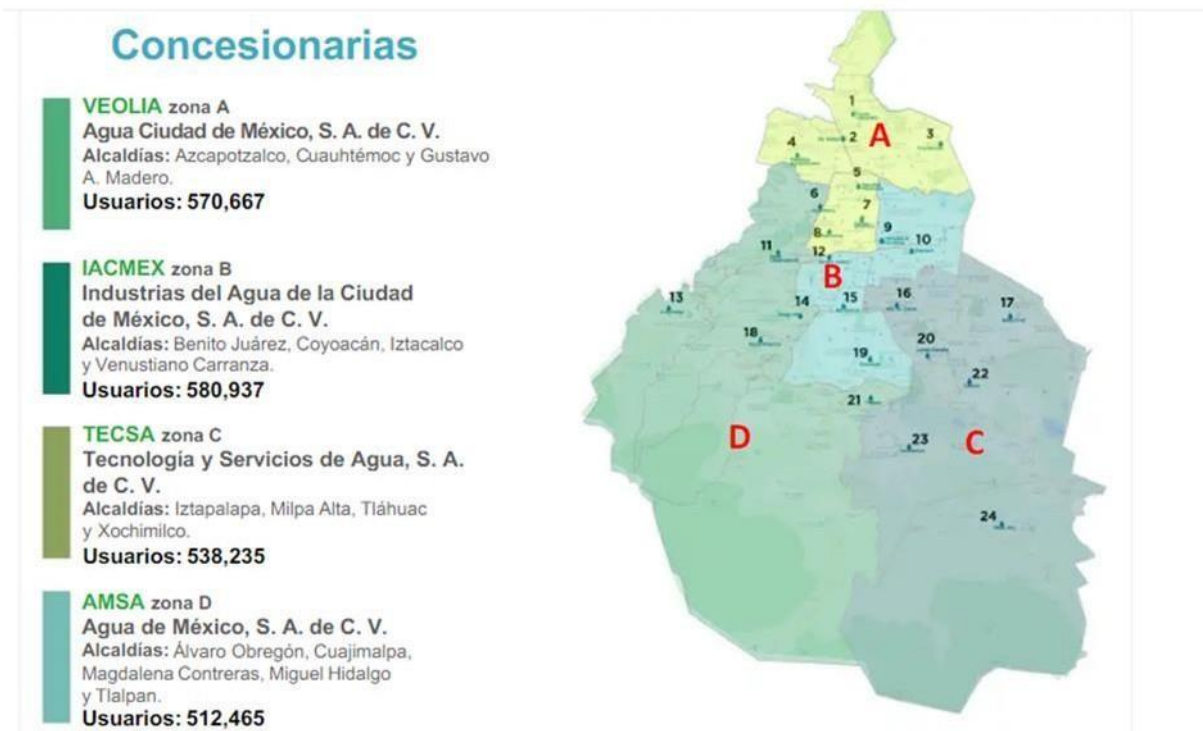 Concesionarias
VEOLIA zona A
Agua Ciudad de México, S. A. de C. V.
Alcaldías: Azcapotzalco, Cuauhtémoc y Gustavo
A. Madero.
Usuarios: 570,667
IACMEX zona B
Industrias del Agua de la Ciudad
de México, S. A. de C. V.
Alcaldías: Benito Juárez, Coyoacán, Iztacalco
y Venustiano Carranza.
Usuarios: 580,937
TECSA zona C
Tecnología y Servicios de Agua, S. A.
de C. V.
Alcaldías: Iztapalapa, Milpa Alta, Tláhuac
y Xochimilco.
Usuarios: 538,235
AMSA zona D
Agua de México, S. A. de C. V.
Alcaldías: Álvaro Obregón, Cuajimalpa,
Magdalena Contreras, Miguel Hidalgo
y Tlalpan.
Usuarios: 512,465
1
2
A
3
4
5
6
7
8
9
10
11
12
B
13
14
15
16
17
18
19
20
21
22
D
23
C
24